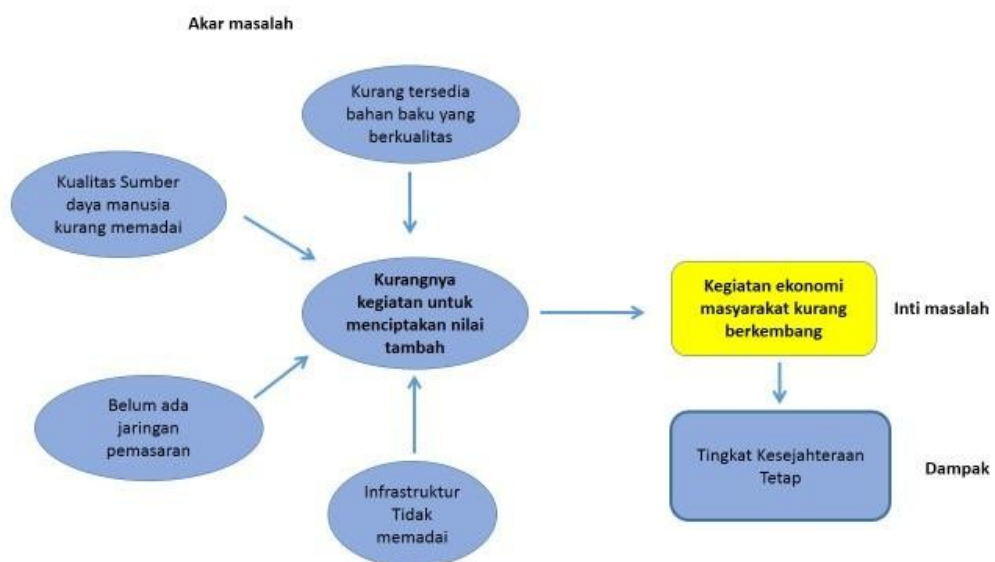 Akar masalah
Kurang tersedia
bahan baku yang
berkualitas
Kualitas Sumber
daya manusia
kurang memadai
Kurangnya
kegiatan untuk
menciptakan nilai
tambah
Kegiatan ekonomi
masyarakat kurang
berkembang
Inti masalah
Belum ada
jaringan
pemasaran
Tingkat Kesejahteraan
Tetap
Dampak
Infrastruktur
Tidak
memadai